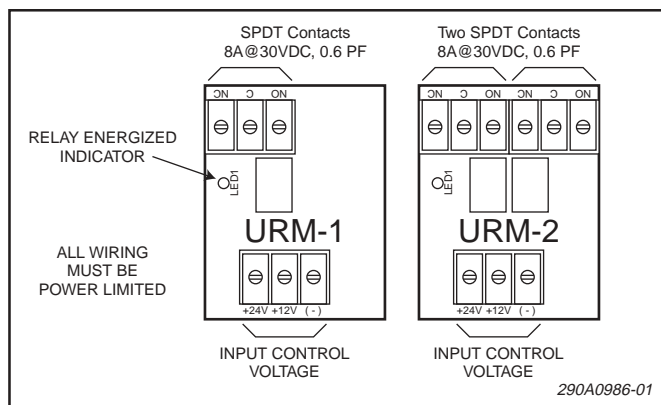 SPDT Contacts
8A@30VDC, 0.6 PF
Two SPDT Contacts
8A@30VDC, 0.6 PF
NC C NO
NC C NO NC C NO
RELAY ENERGIZED
INDICATOR
LED1
LED1
URM-1
URM-2
ALL WIRING
MUST BE
POWER LIMITED
+24V +12V ( - )
+24V +12V ( - )
INPUT CONTROL
VOLTAGE
INPUT CONTROL
VOLTAGE
290A0986-01